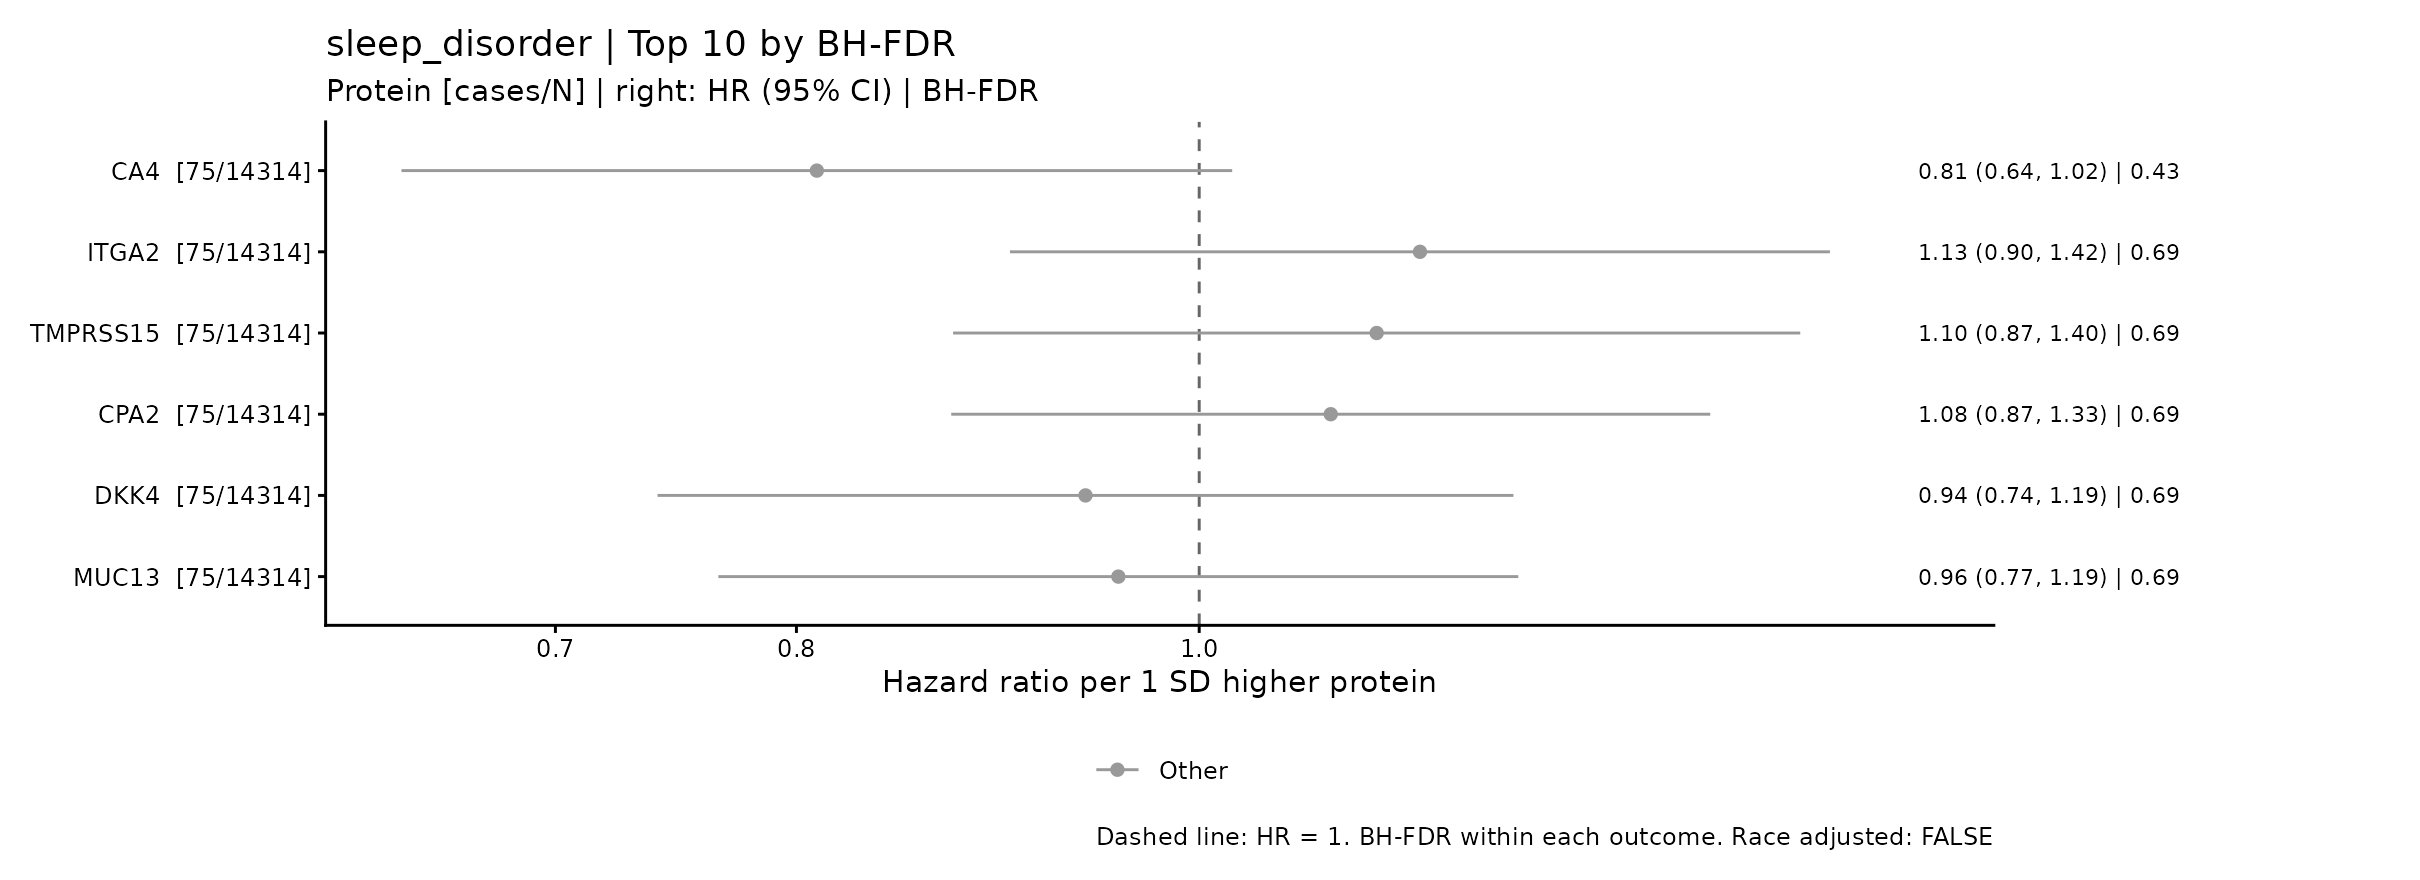 sleep_disorder | Top 10 by BH-FDR
Protein [cases/N] | right: HR (95% CI) | BH-FDR
CA4 [75/14314] 0.81 (0.64, 1.02) | 0.43
ITGA2 [75/14314] 1.13 (0.90, 1.42) | 0.69
TMPRSS15 [75/14314] 1.10 (0.87, 1.40) | 0.69
CPA2 [75/14314] 1.08 (0.87, 1.33) | 0.69
DKK4 [75/14314] 0.94 (0.74, 1.19) | 0.69
MUC13 [75/14314] 0.96 (0.77, 1.19) | 0.69
0.7 0.8 1.0
Hazard ratio per 1 SD higher protein
Other
Dashed line: HR = 1. BH-FDR within each outcome. Race adjusted: FALSE